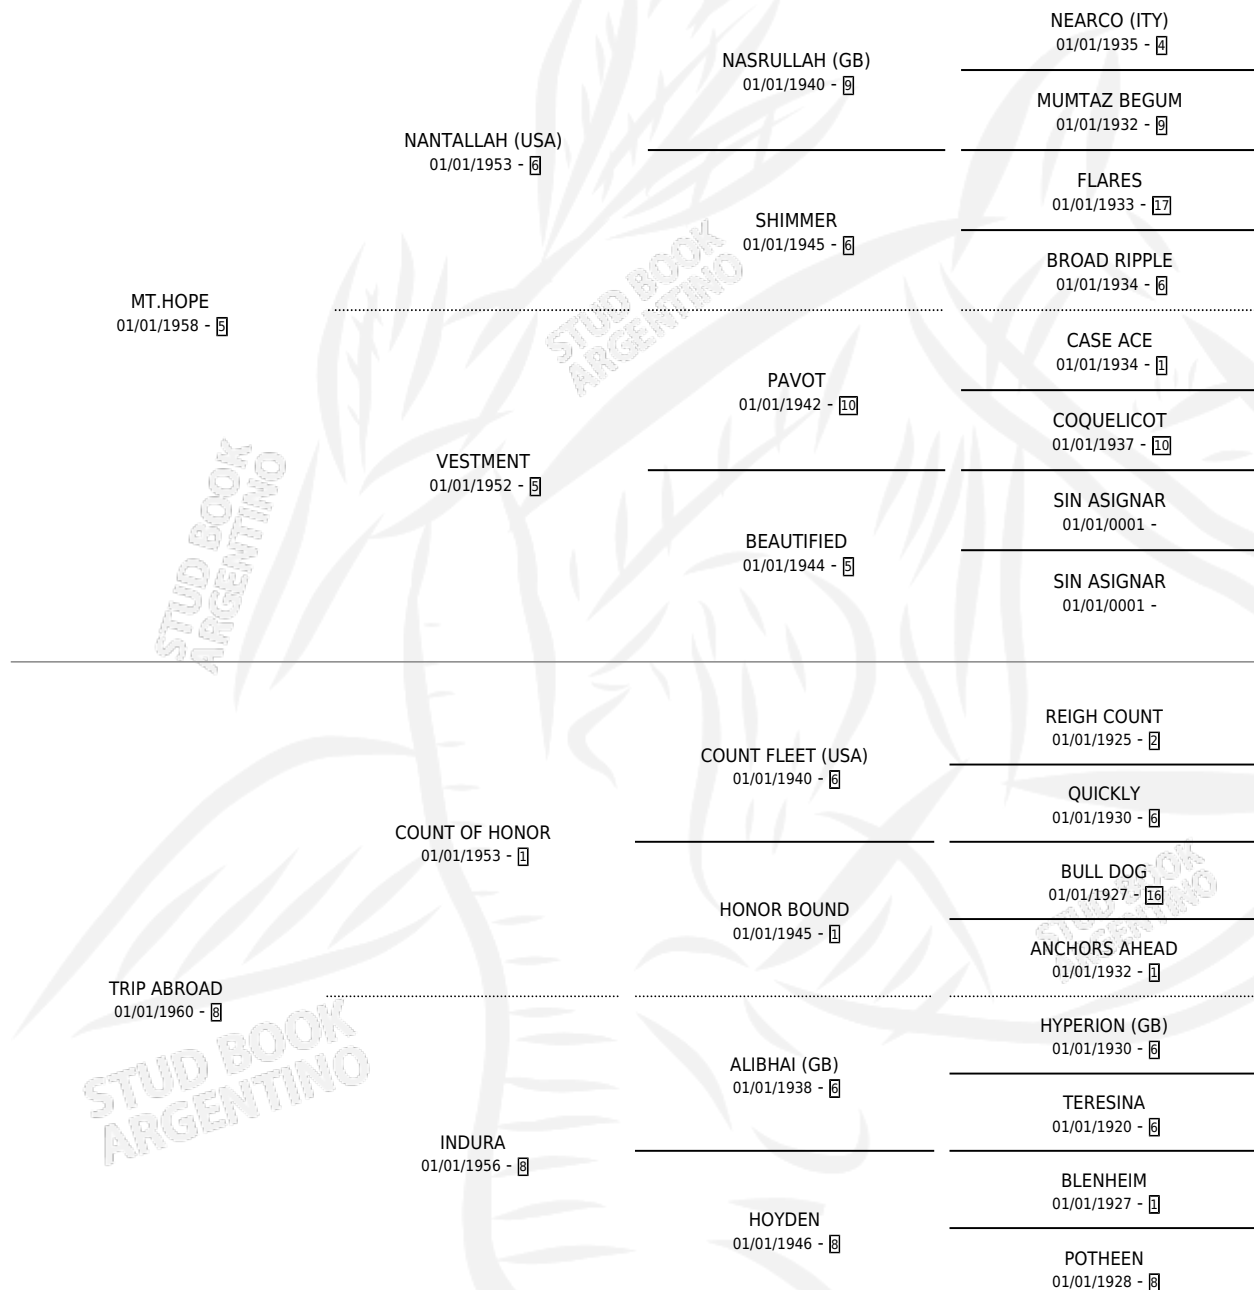 NEARCO (ITY)
01/01/1935 - 4
NASRULLAH (GB)
01/01/1940 - 9
MUMTAZ BEGUM
01/01/1932 - 9
NANTALLAH (USA)
01/01/1953 - 6
FLARES
01/01/1933 - 17
SHIMMER
01/01/1945 - 6
BROAD RIPPLE
01/01/1934 - 6
MT.HOPE
01/01/1958 - 5
CASE ACE
01/01/1934 - 1
PAVOT
01/01/1942 - 10
COQUELICOT
01/01/1937 - 10
VESTMENT
01/01/1952 - 5
SIN ASIGNAR
01/01/0001 -
BEAUTIFIED
01/01/1944 - 5
SIN ASIGNAR
01/01/0001 -
STUD BOOK
ARGENTINO
STUD BOOK
ARGENTINO
REIGH COUNT
01/01/1925 - 2
COUNT FLEET (USA)
01/01/1940 - 6
QUICKLY
01/01/1930 - 6
COUNT OF HONOR
01/01/1953 - 1
BULL DOG
01/01/1927 - 16
HONOR BOUND
01/01/1945 - 1
ANCHORS AHEAD
01/01/1932 - 1
TRIP ABROAD
01/01/1960 - 8
HYPERION (GB)
01/01/1930 - 6
ALIBHAI (GB)
01/01/1938 - 6
TERESINA
01/01/1920 - 6
INDURA
01/01/1956 - 8
BLENHEIM
01/01/1927 - 1
HOYDEN
01/01/1946 - 8
POTHEEN
01/01/1928 - 8
STUD BOOK
ARGENTINO
STUD BOOK
ARGENTINO